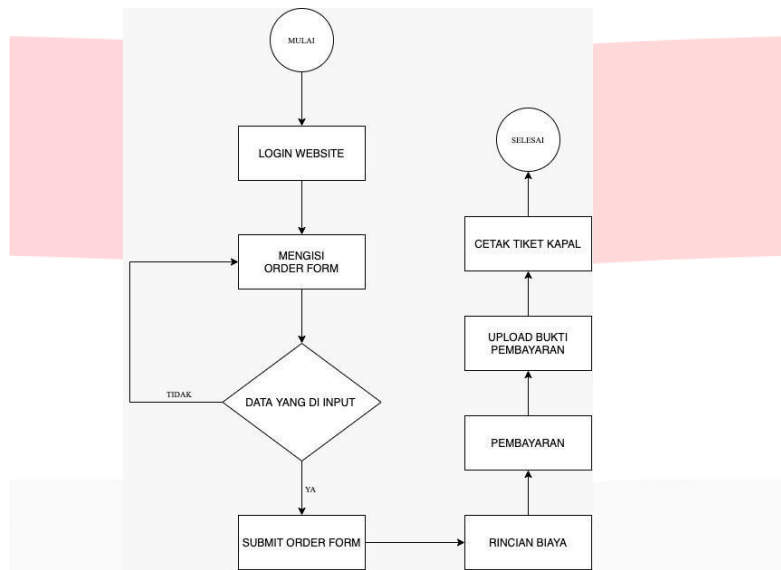 MULAI
LOGIN WEBSITE
MENGISI
ORDER FORM
TIDAK
DATA YANG DI INPUT
YA
SUBMIT ORDER FORM
RINCIAN BIAYA
PEMBAYARAN
UPLOAD BUKTI
PEMBAYARAN
CETAK TIKET KAPAL
SELESAI